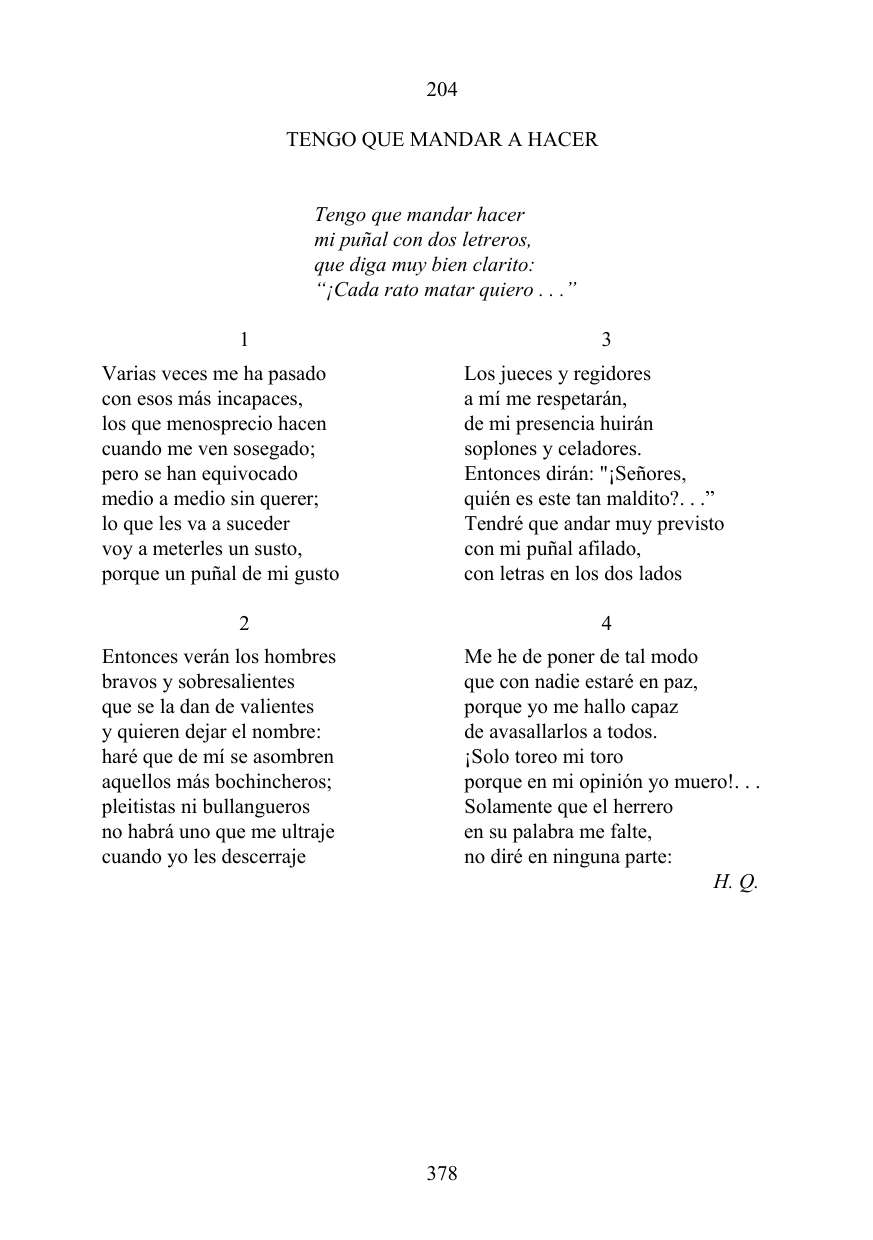 204
TENGO QUE MANDAR A HACER
Tengo que mandar hacer
mi puñal con dos letreros,
que diga muy bien clarito:
“¡Cada rato matar quiero . . .”
1
Varias veces me ha pasado
con esos más incapaces,
los que menosprecio hacen
cuando me ven sosegado;
pero se han equivocado
medio a medio sin querer;
lo que les va a suceder
voy a meterles un susto,
porque un puñal de mi gusto
2
Entonces verán los hombres
bravos y sobresalientes
que se la dan de valientes
y quieren dejar el nombre:
haré que de mí se asombren
aquellos más bochincheros;
pleitistas ni bullangueros
no habrá uno que me ultraje
cuando yo les descerraje
3
Los jueces y regidores
a mí me respetarán,
de mi presencia huirán
soplones y celadores.
Entonces dirán: "¡Señores,
quién es este tan maldito?. . .”
Tendré que andar muy previsto
con mi puñal afilado,
con letras en los dos lados
4
Me he de poner de tal modo
que con nadie estaré en paz,
porque yo me hallo capaz
de avasallarlos a todos.
¡Solo toreo mi toro
porque en mi opinión yo muero!. . .
Solamente que el herrero
en su palabra me falte,
no diré en ninguna parte:
H. Q.
378